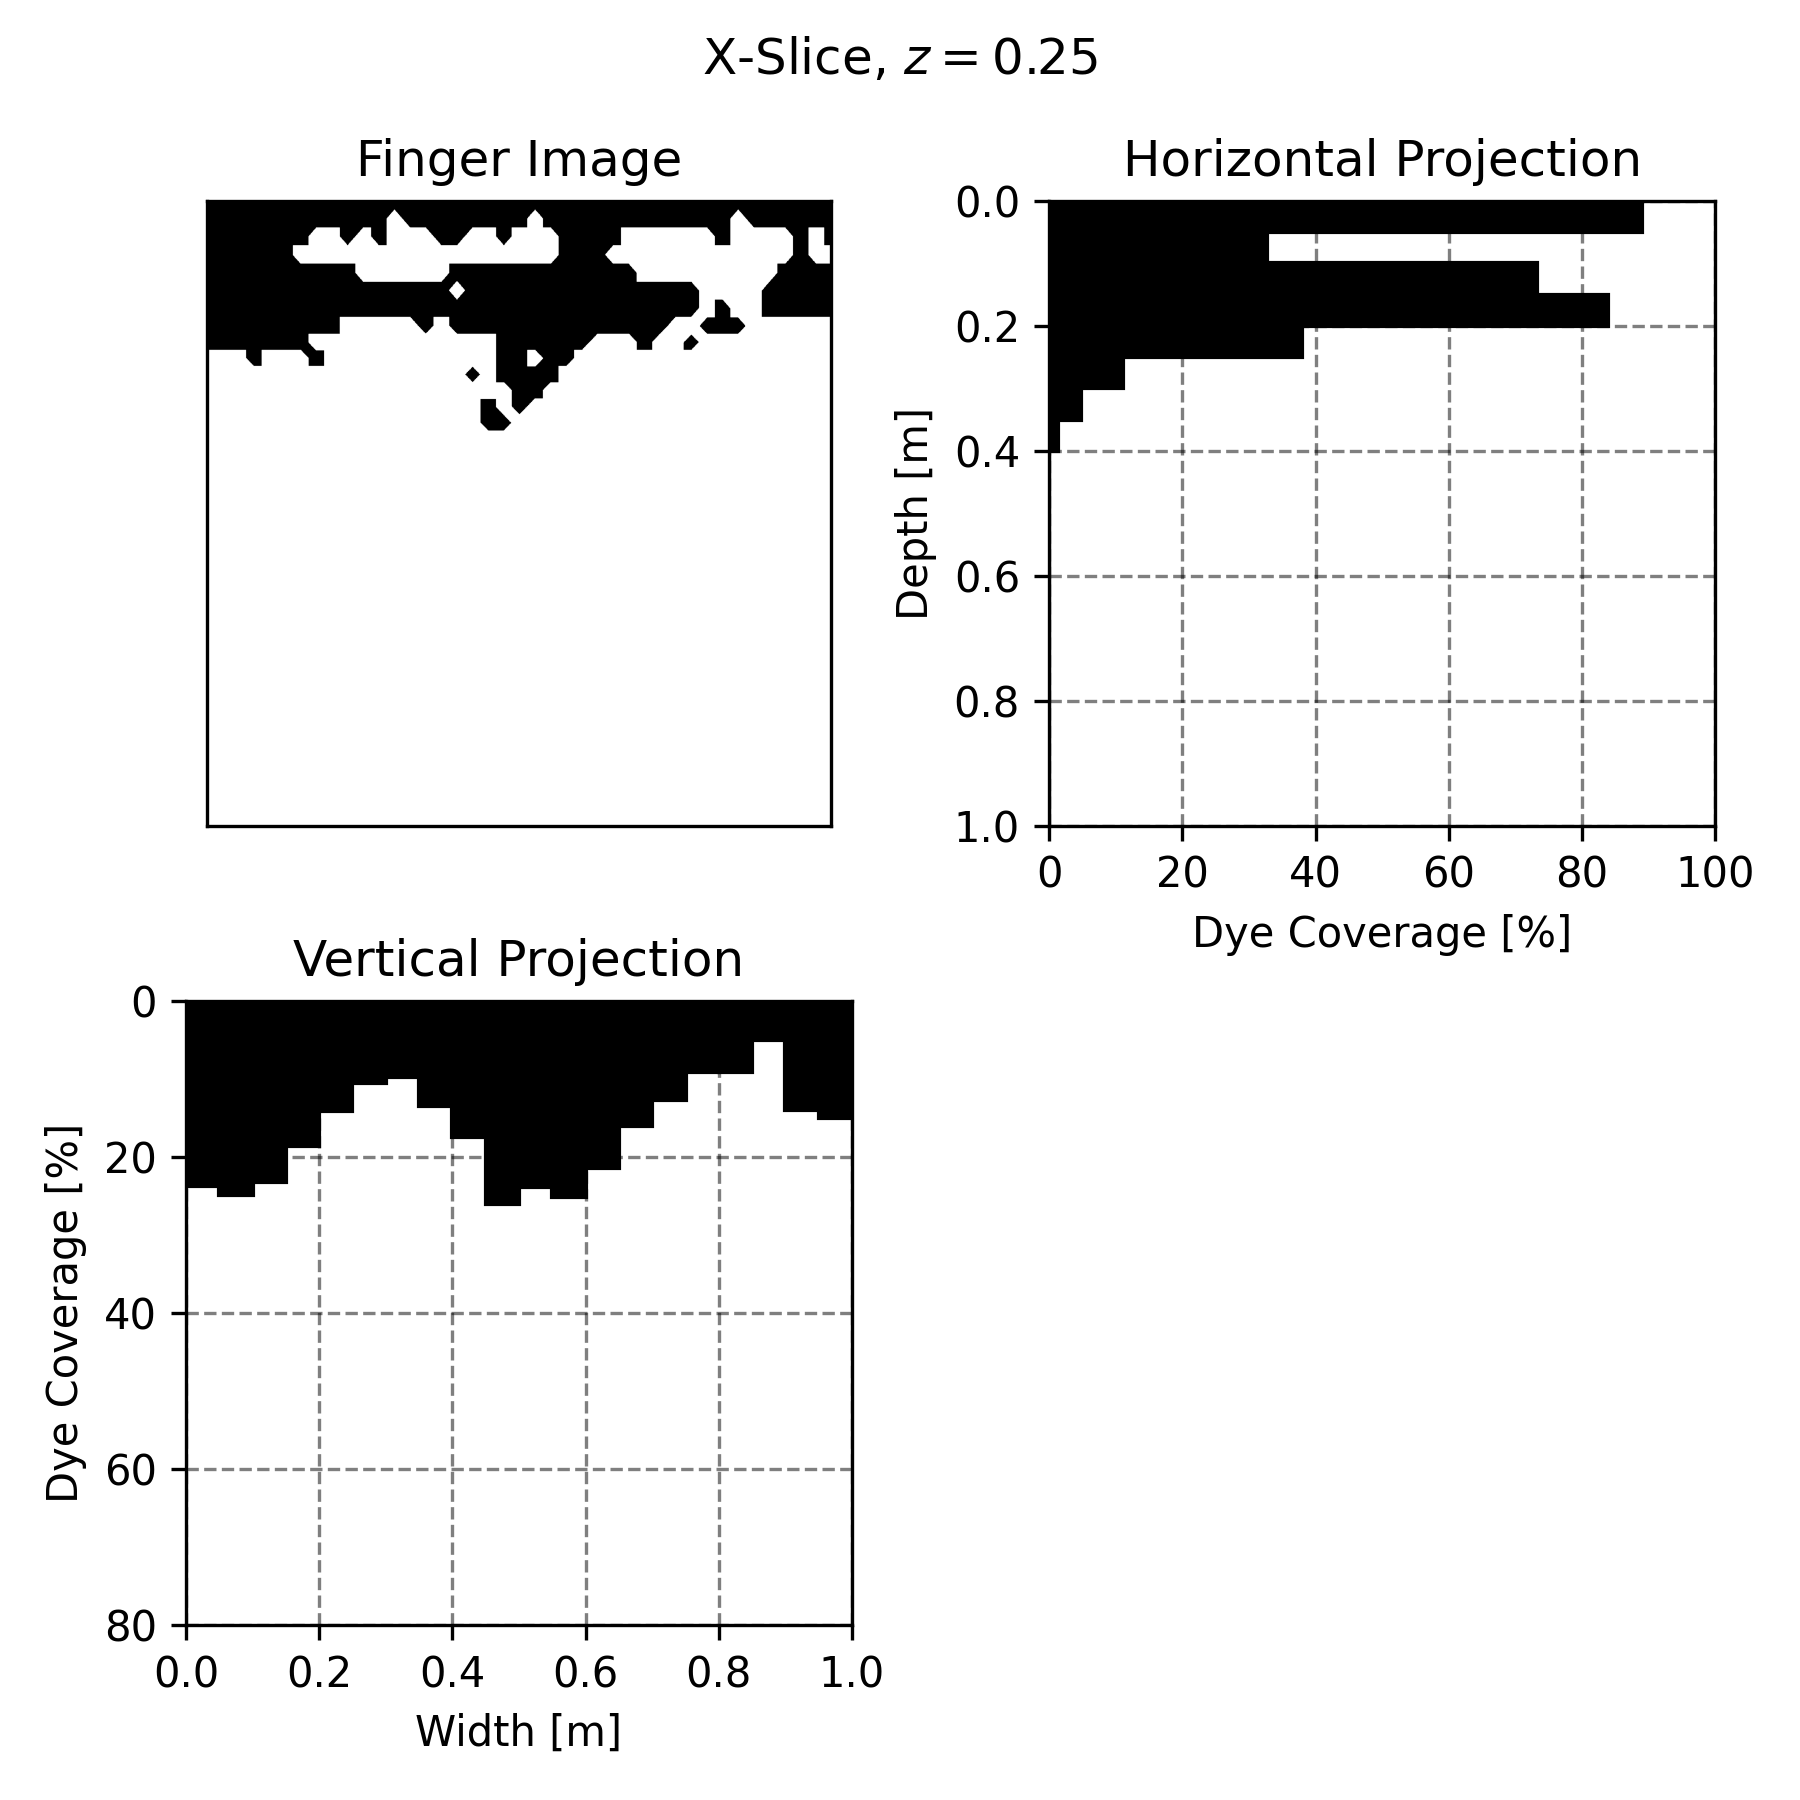 X-Slice, z = 0.25
Finger Image
Horizontal Projection
0.0
0.2
0.4
0.6
0.8
1.0
Depth [m]
0 20 40 60 80 100
Dye Coverage [%]
Vertical Projection
0
20
40
60
80
Dye Coverage [%]
0.0 0.2 0.4 0.6 0.8 1.0
Width [m]